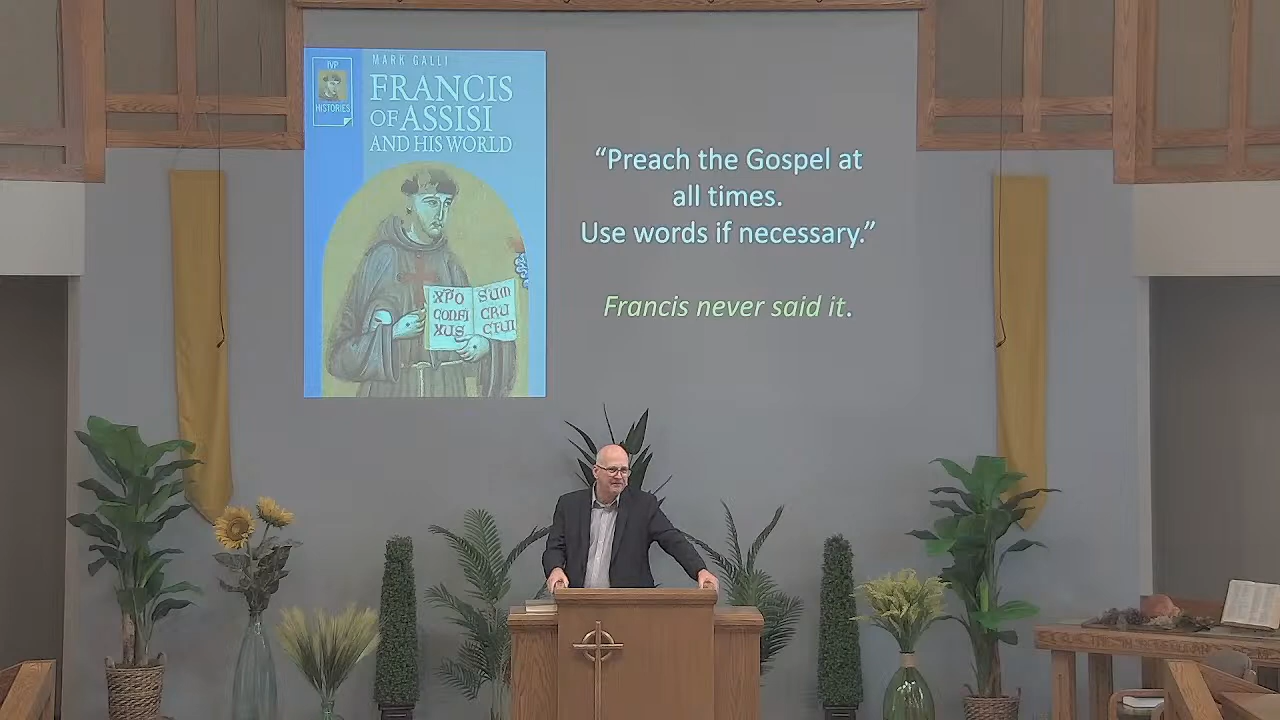 MARK GALLI
IVP
HISTORIES
FRANCIS
OF ASSISI
AND HIS WORLD
XPO
CONFI
XUS
SUM
CRU
CFUI
“Preach the Gospel at
all times.
Use words if necessary.”
Francis never said it.